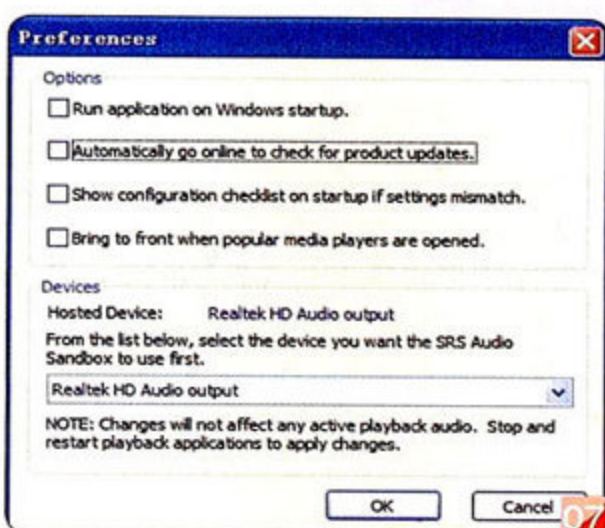 Preferences
Options
Run application on Windows startup.
Automatically go online to check for product updates.
Show configuration checklist on startup if settings mismatch.
Bring to front when popular media players are opened.
Devices
Hosted Device: Realtek HD Audio output
From the list below, select the device you want the SRS Audio
Sandbox to use first.
Realtek HD Audio output
NOTE: Changes will not affect any active playback audio. Stop and
restart playback applications to apply changes.
OK Cancel
07